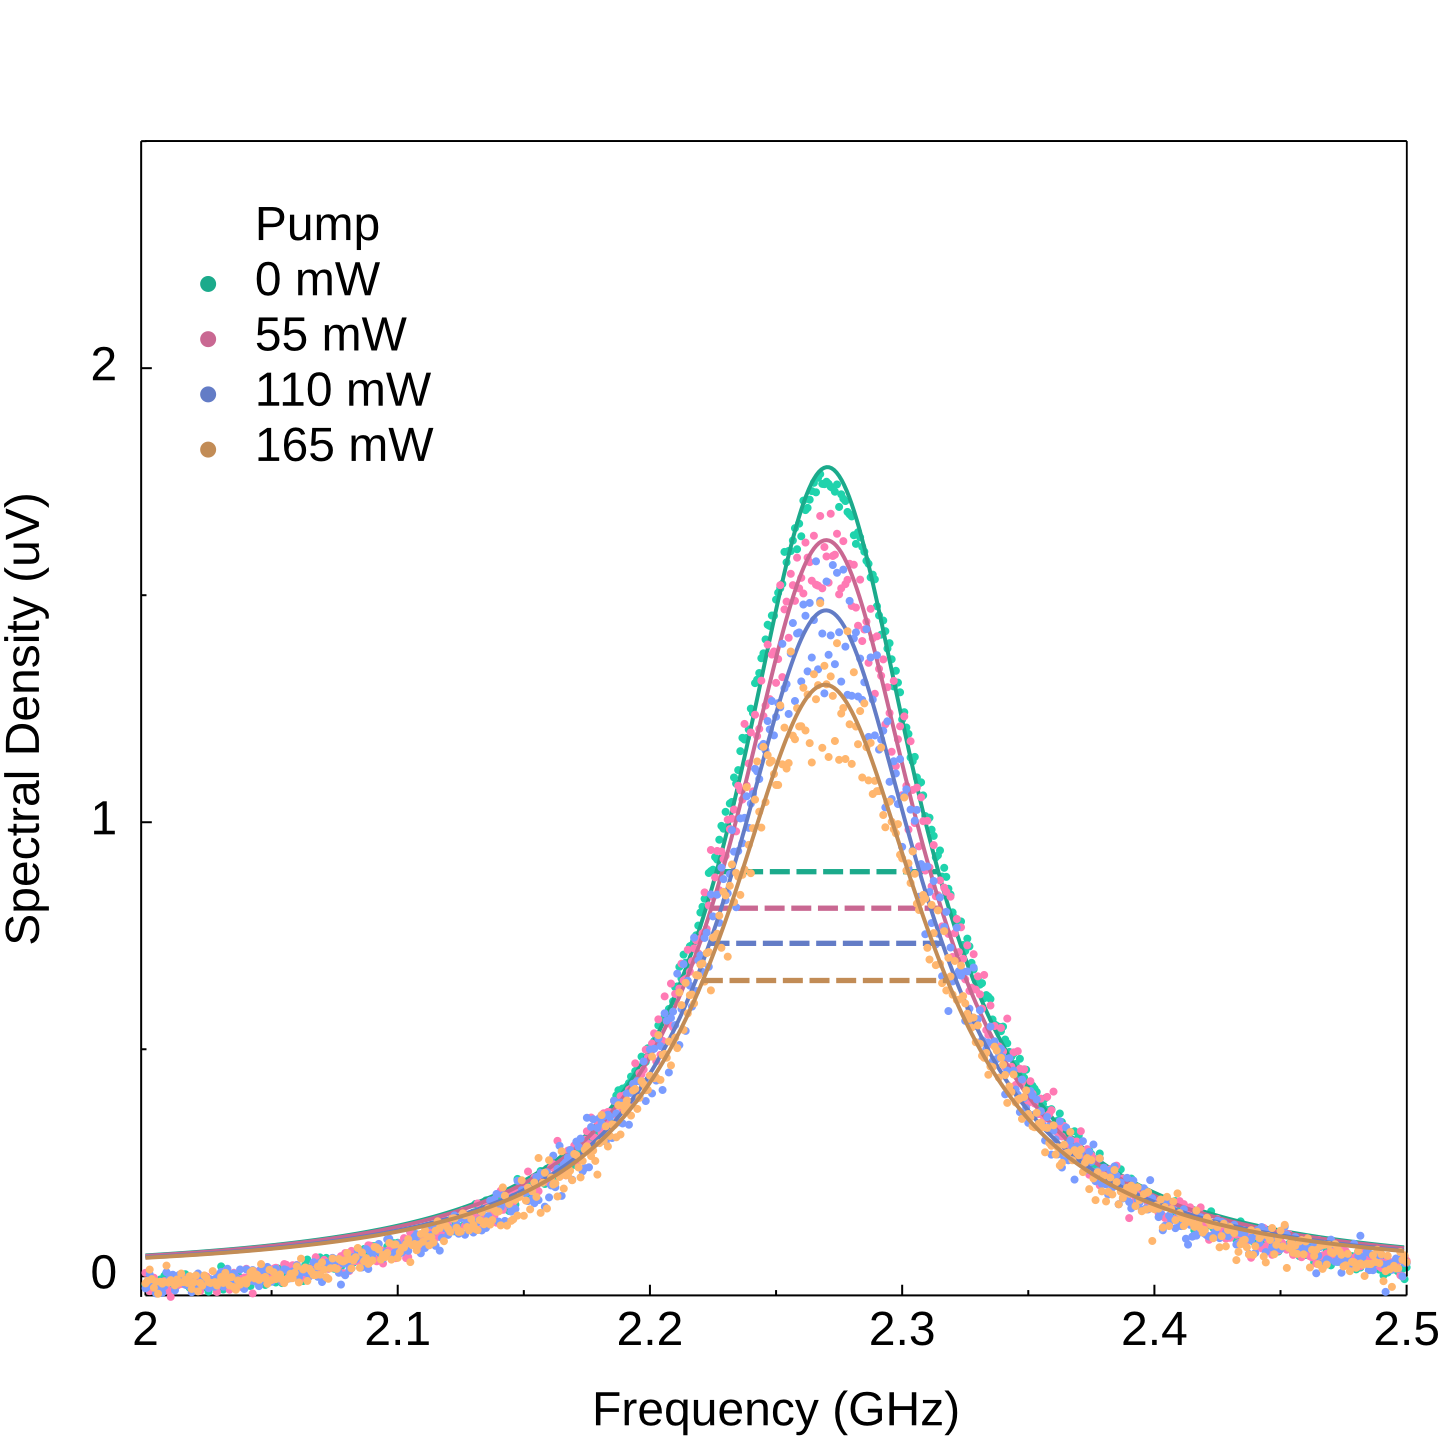 Pump
0 mW
55 mW
110 mW
165 mW
2
1
0
Spectral Density (uV)
2 2.1 2.2 2.3 2.4 2.5
Frequency (GHz)